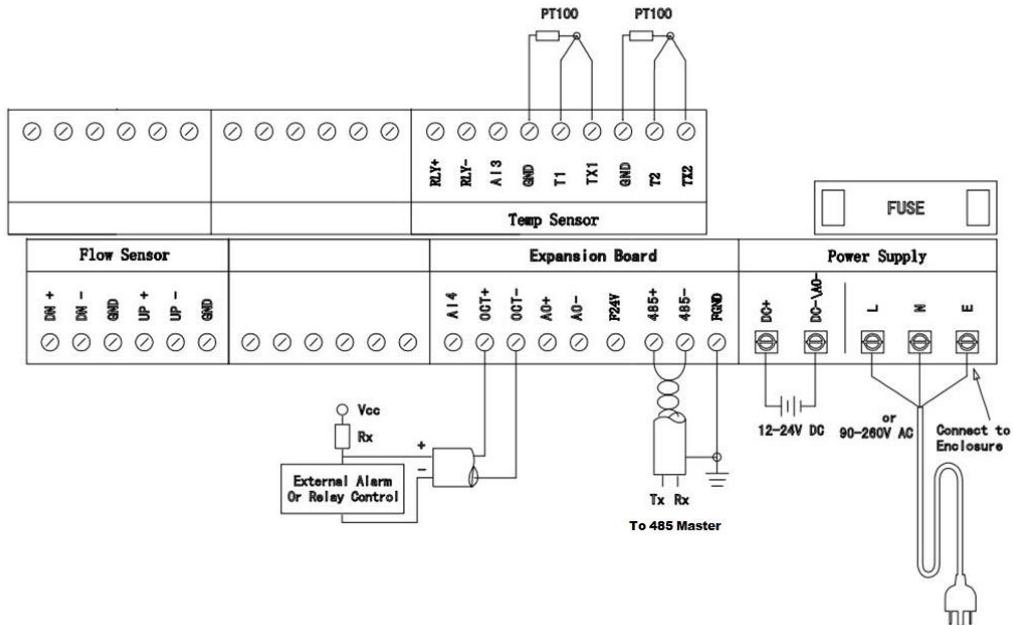 PT100 PT100
RLY+ RLY- AI3 GND T1 TX1 GND T2 TX2
Temp Sensor
FUSE
Flow Sensor Expansion Board Power Supply
DN + DN - GND UP + UP - GND AI4 OCT+ OCT- AO+ AO- F24V 485+ 485- FGND DC+ DC-\AO- L N E
Vcc
Rx
+
-
External Alarm
Or Relay Control
Tx Rx
To 485 Master
12-24V DC
or
90-260V AC
Connect to
Enclosure